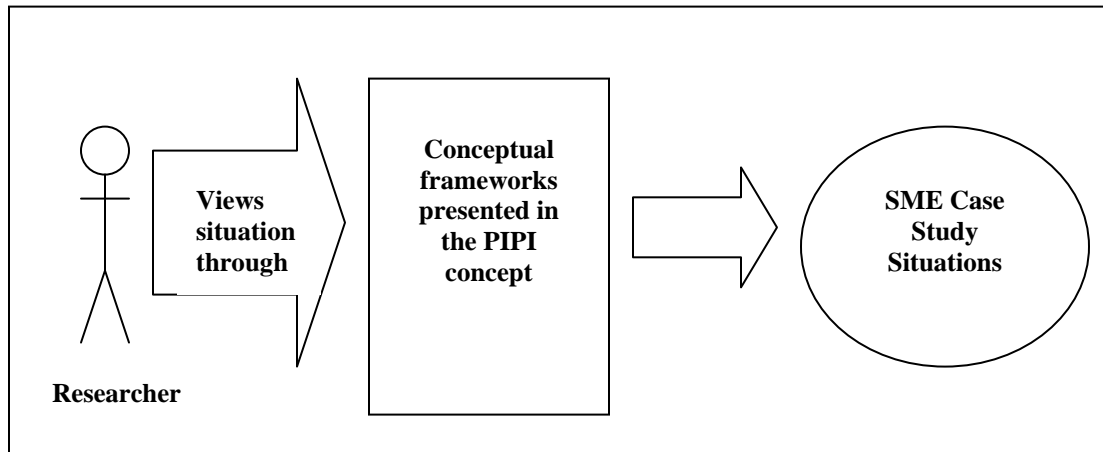 Views
situation
through
Conceptual
frameworks
presented in
the PIPI
concept
SME Case
Study
Situations
Researcher